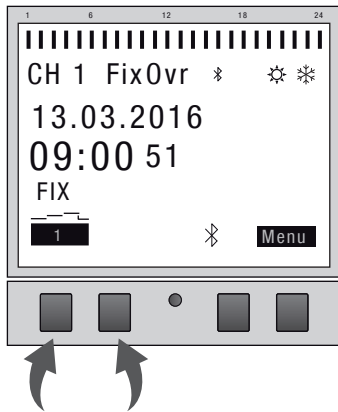 1 6 12 18 24
CH 1 FixOvr
13.03.2016
09:00 51
FIX
1 Menu